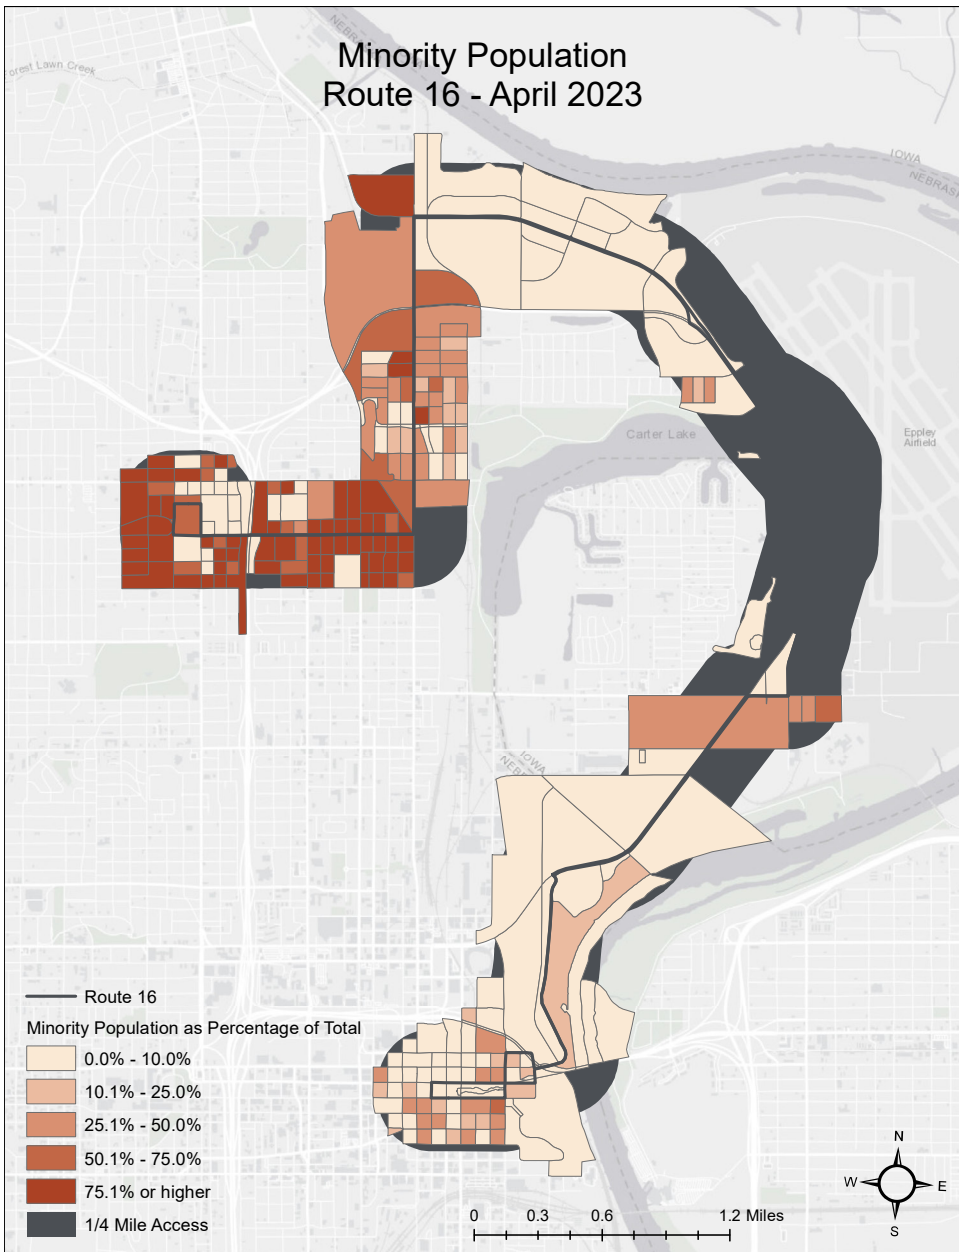 Minority Population
Route 16 - April 2023
Forest Lawn Creek
IOWA
Carter Lake
Eppley
Airfield
IOWA
Route 16
Minority Population as Percentage of Total
0.0% - 10.0%
10.1% - 25.0%
25.1% - 50.0%
50.1% - 75.0%
75.1% or higher
1/4 Mile Access
N
W
E
S
0 0.3 0.6 1.2 Miles